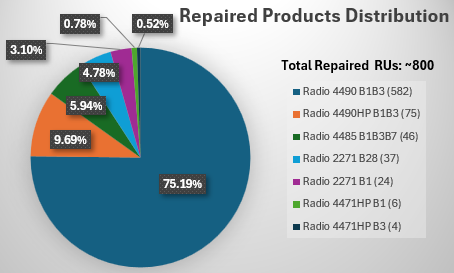 Repaired Products Distribution
0.78%
0.52%
3.10%
4.78%
5.94%
9.69%
75.19%
Total Repaired RUs: ~800
Radio 4490 B1B3 (582)
Radio 4490HP B1B3 (75)
Radio 4485 B1B3B7 (46)
Radio 2271 B28 (37)
Radio 2271 B1 (24)
Radio 4471HP B1 (6)
Radio 4471HP B3 (4)